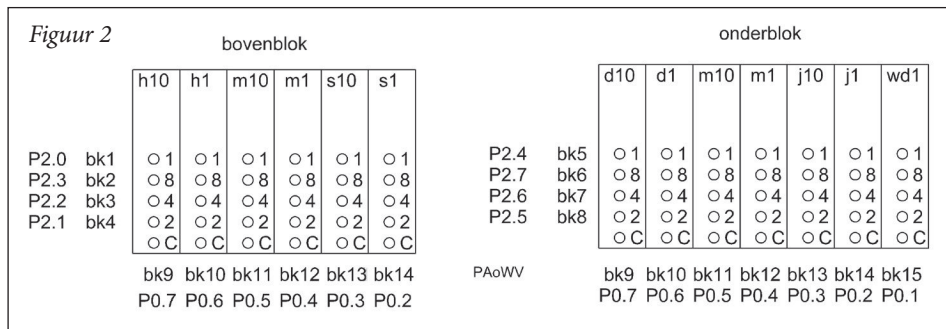 Figuur 2
bovenblok
h10 h1 m10 m1 s10 s1
P2.0 bk1 1 1 1 1 1 1
P2.3 bk2 8 8 8 8 8 8
P2.2 bk3 4 4 4 4 4 4
P2.1 bk4 2 2 2 2 2 2
C C C C C C
bk9 bk10 bk11 bk12 bk13 bk14
P0.7 P0.6 P0.5 P0.4 P0.3 P0.2
onderblok
d10 d1 m10 m1 j10 j1 wd1
P2.4 bk5 1 1 1 1 1 1 1
P2.7 bk6 8 8 8 8 8 8 8
P2.6 bk7 4 4 4 4 4 4 4
P2.5 bk8 2 2 2 2 2 2 2
C C C C C C C
PAoWV bk9 bk10 bk11 bk12 bk13 bk14 bk15
P0.7 P0.6 P0.5 P0.4 P0.3 P0.2 P0.1